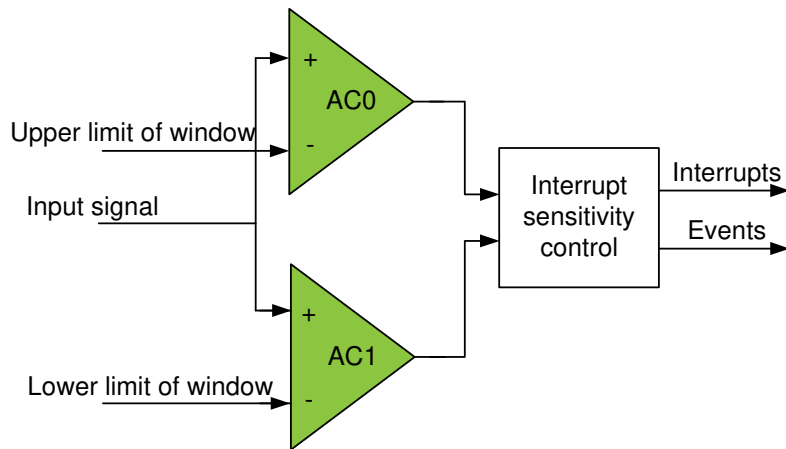 +
AC0
-
Upper limit of window
Input signal
Interrupt
sensitivity
control
Interrupts
Events
+
AC1
-
Lower limit of window